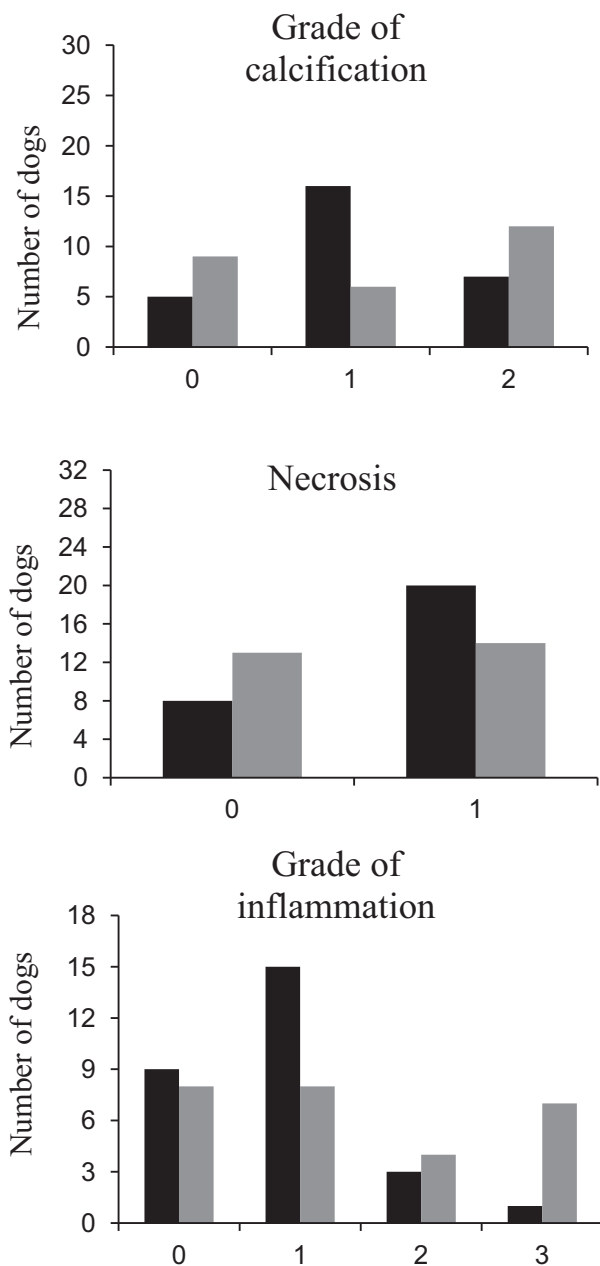 Grade of
calcification
Number of dogs
30
25
20
15
10
5
0
0 1 2
Necrosis
Number of dogs
32
28
24
20
16
12
8
4
0
0 1
Grade of
inflammation
Number of dogs
18
15
12
9
6
3
0
0 1 2 3